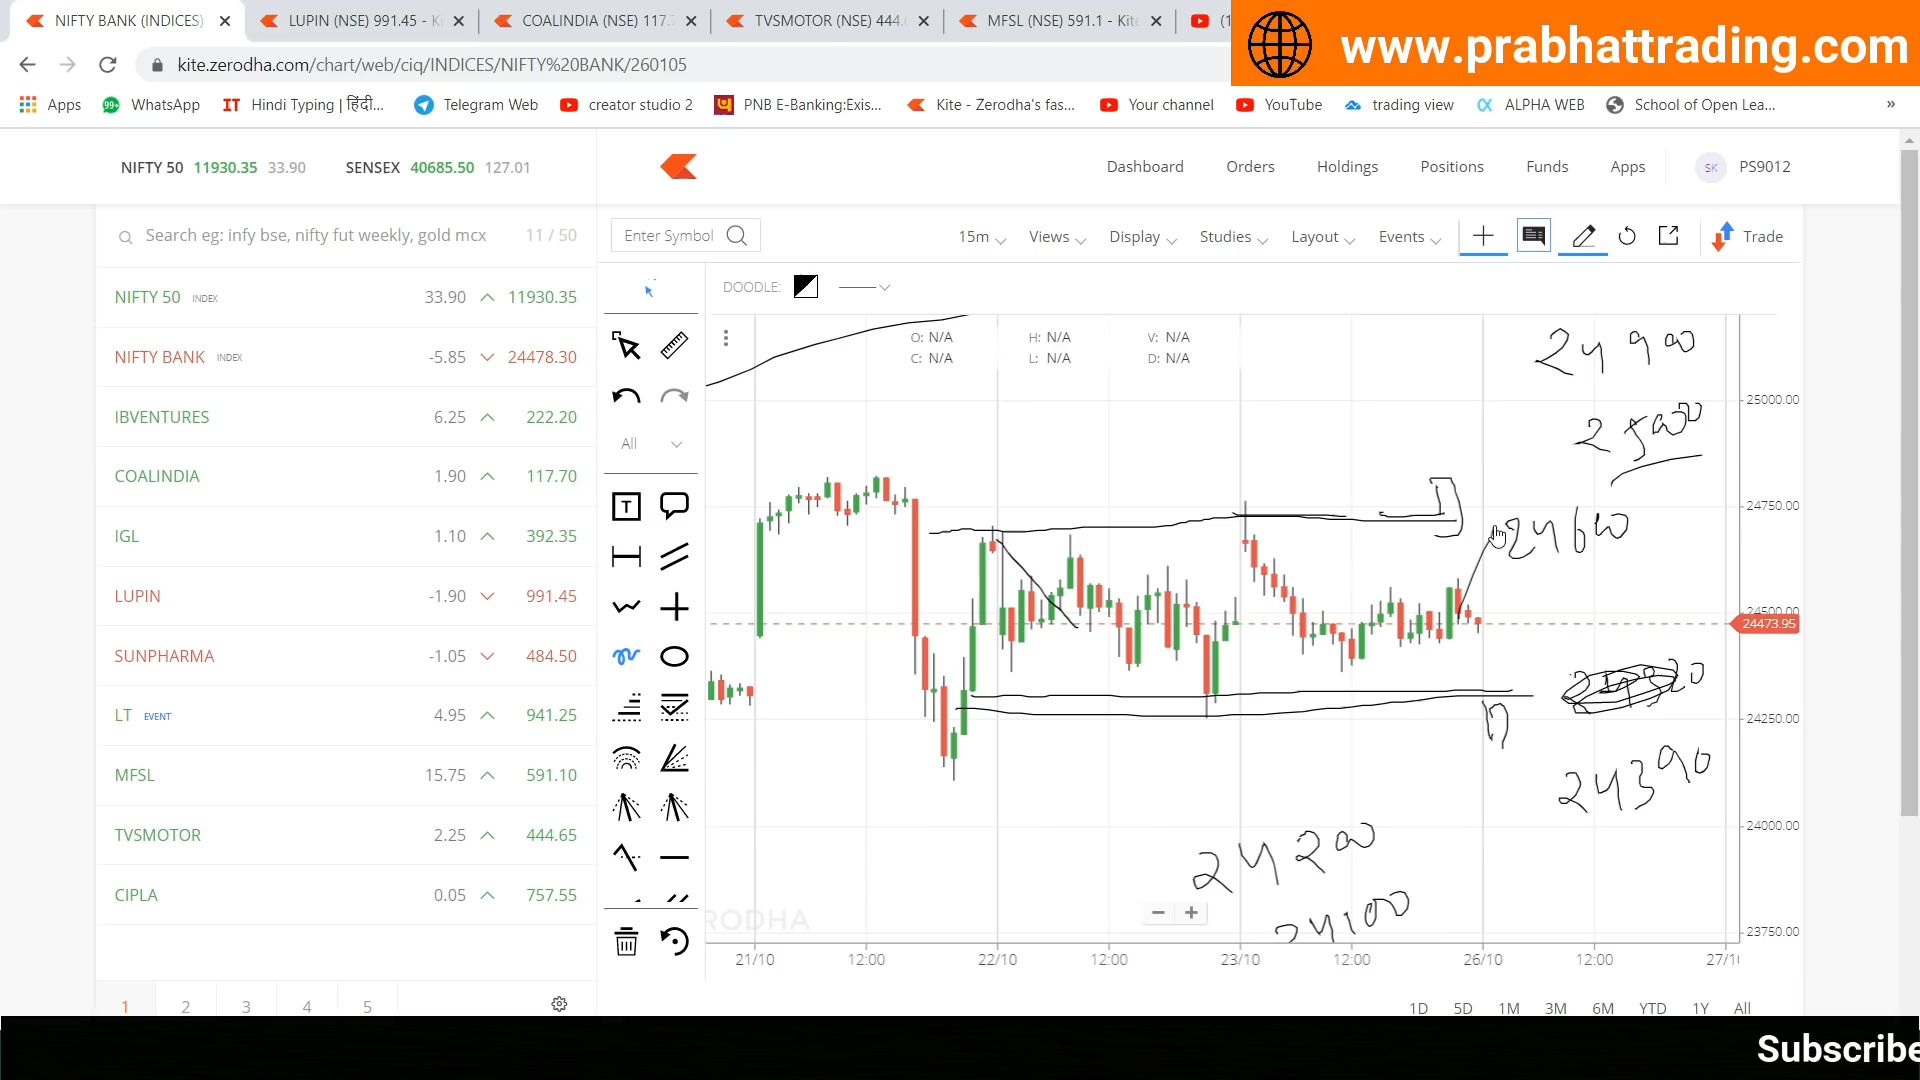 NIFTY BANK (INDICES)
LUPIN (NSE) 991.45 - K
COALINDIA (NSE) 117.
TVSMOTOR (NSE) 444.
MFSL (NSE) 591.1 - Kite
www.prabhattrading.com
kite.zerodha.com/chart/web/ciq/INDICES/NIFTY%20BANK/260105
Apps
WhatsApp
IT Hindi Typing | हिंदी...
Telegram Web
creator studio 2
PNB E-Banking:Exis...
Kite - Zerodha's fas...
Your channel
YouTube
trading view
ALPHA WEB
School of Open Lea...
»
NIFTY 50 11930.35 33.90
SENSEX 40685.50 127.01
Dashboard
Orders
Holdings
Positions
Funds
Apps
SK PS9012
Search eg: infy bse, nifty fut weekly, gold mcx 11 / 50
Enter Symbol
15m
Views
Display
Studies
Layout
Events
Trade
NIFTY 50 INDEX 33.90 11930.35
NIFTY BANK INDEX -5.85 24478.30
IBVENTURES 6.25 222.20
COALINDIA 1.90 117.70
IGL 1.10 392.35
LUPIN -1.90 991.45
SUNPHARMA -1.05 484.50
LT EVENT 4.95 941.25
MFSL 15.75 591.10
TVSMOTOR 2.25 444.65
CIPLA 0.05 757.55
1 2 3 4 5
DOODLE:
All
T
O: N/A H: N/A V: N/A
C: N/A L: N/A D: N/A
24900
25000
24600
24390
24200
24100
25000.00
24750.00
24500.00
24473.95
24250.00
24000.00
23750.00
21/10 12:00 22/10 12:00 23/10 12:00 26/10 12:00 27/1
1D 5D 1M 3M 6M YTD 1Y All
Subscribe